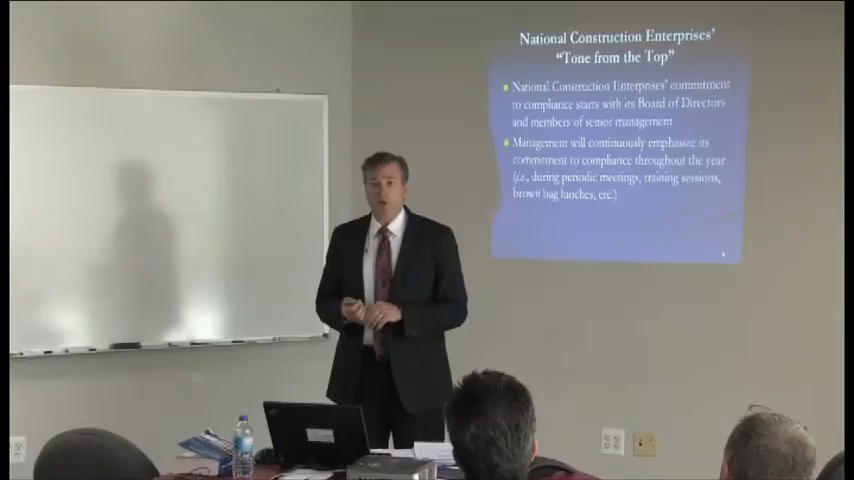 National Construction Enterprises'
"Tone from the Top"
National Construction Enterprises' commitment
to compliance starts with its Board of Directors
and members of senior management
Management will continuously emphasize its
commitment to compliance throughout the year
(i.e., during periodic meetings, training sessions,
brown bag lunches, etc.)